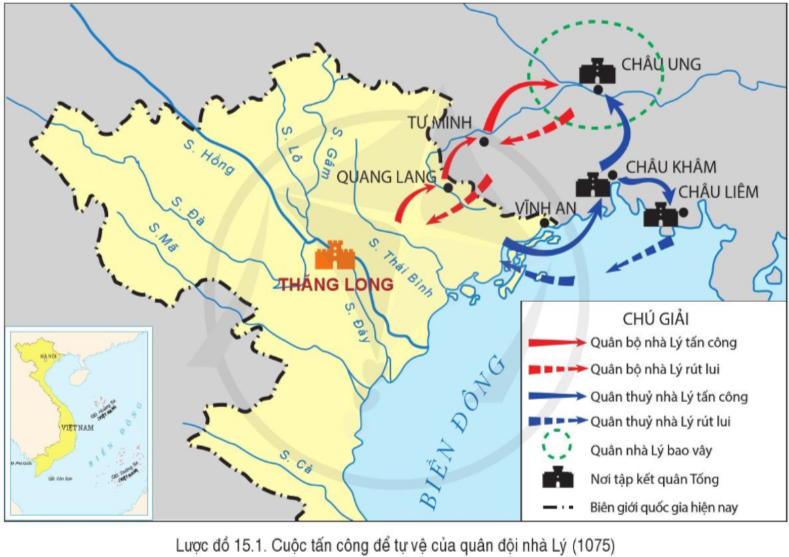 CHÂU UNG
TƯ MINH
QUANG LANG
CHÂU KHÂM
CHÂU LIÊM
VĨNH AN
S. Hồng
S. Lô
S. Gâm
S. Đà
S. Mã
S. Thái Bình
THĂNG LONG
S. Đáy
S. Cả
BIỂN ĐÔNG
CHÚ GIẢI
Quân bộ nhà Lý tấn công
Quân bộ nhà Lý rút lui
Quân thuỷ nhà Lý tấn công
Quân thuỷ nhà Lý rút lui
Quân nhà Lý bao vây
Nơi tập kết quân Tống
Biên giới quốc gia hiện nay
HÀ NỘI
VIỆT NAM
BIỂN ĐÔNG
Lược đồ 15.1. Cuộc tấn công để tự vệ của quân đội nhà Lý (1075)